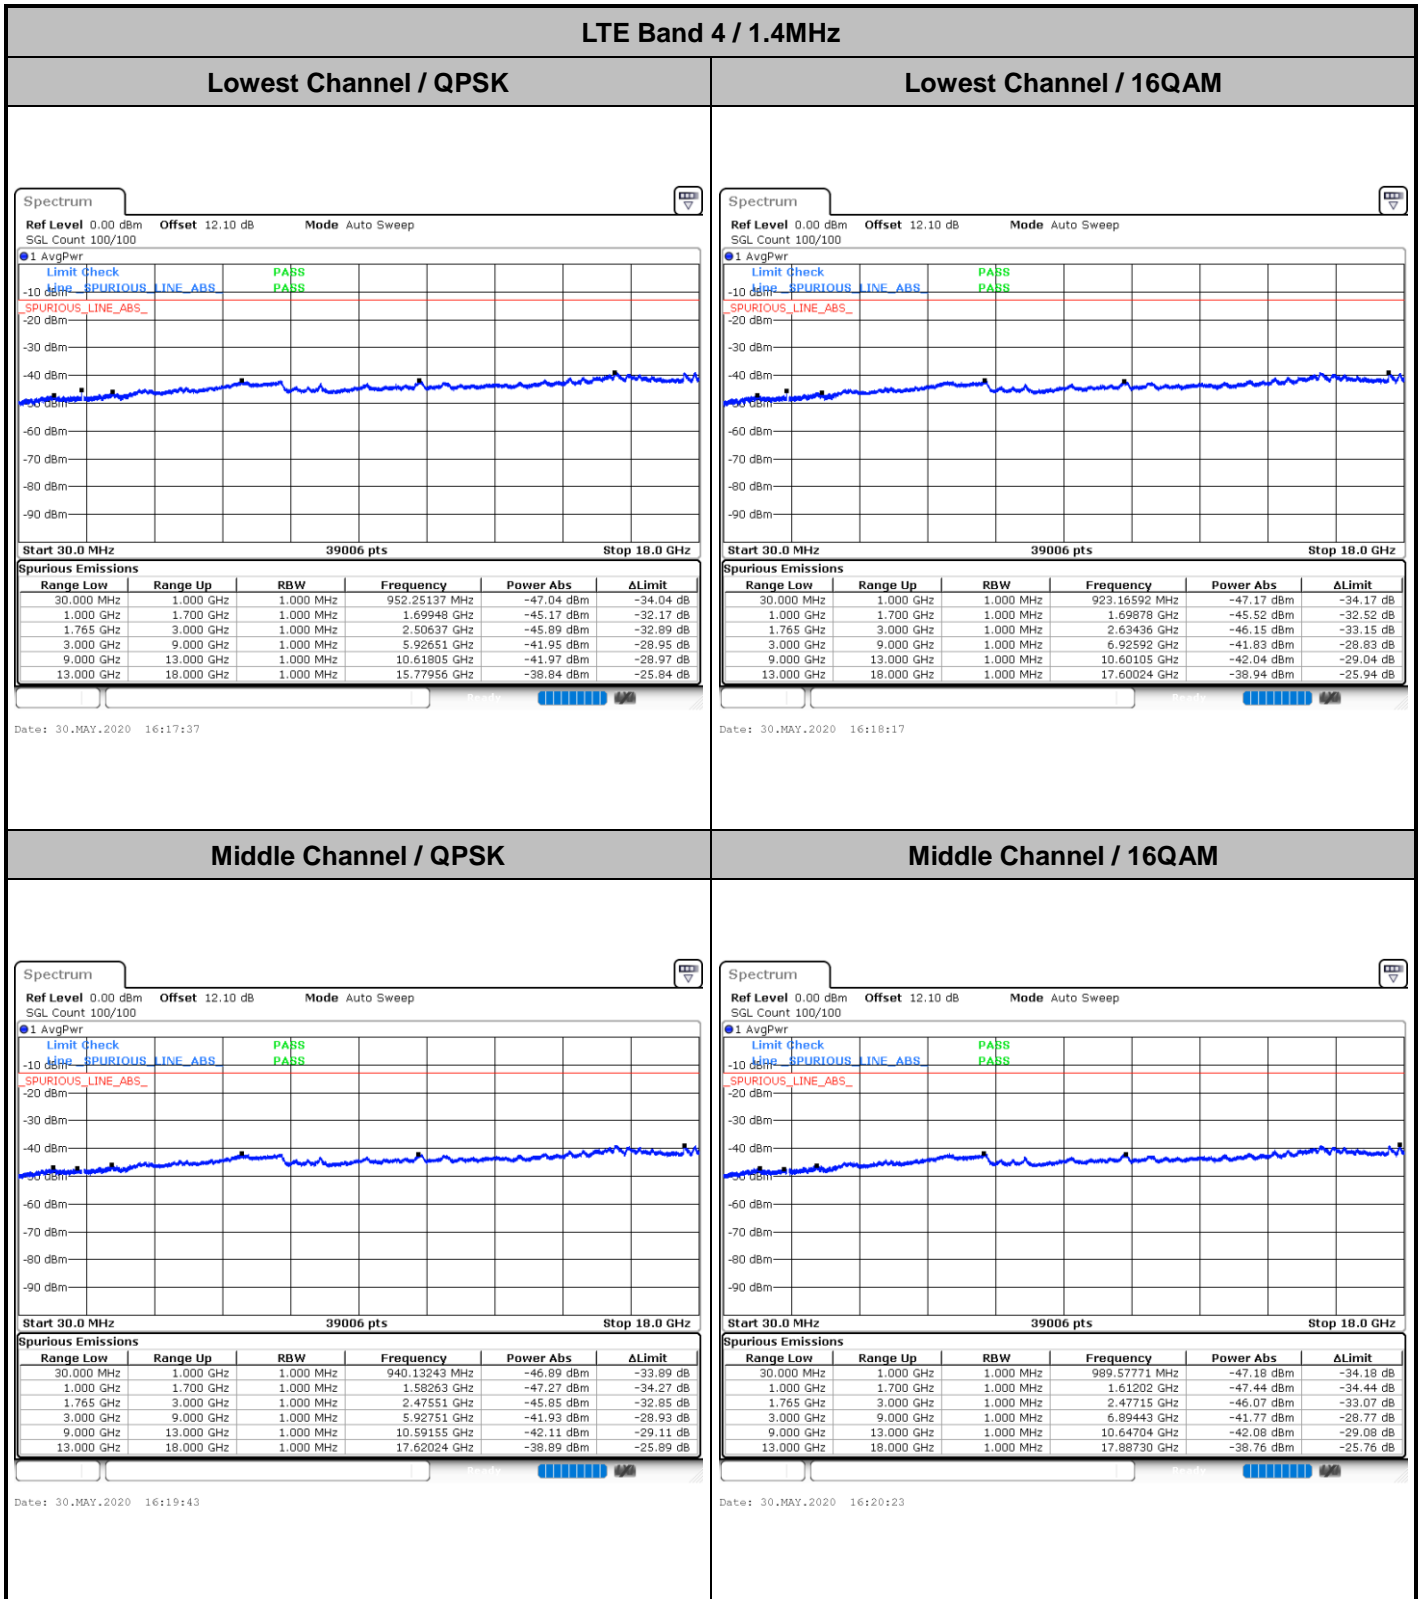 LTE Band 4 / 1.4MHz
Lowest Channel / QPSK
Lowest Channel / 16QAM
Spectrum
Ref Level 0.00 dBm Offset 12.10 dB Mode Auto Sweep
SGL Count 100/100
1 AvgPwr
Limit Check PASS
Line _SPURIOUS_LINE_ABS_ PASS
-10 dBm
_SPURIOUS_LINE_ABS_
-20 dBm
-30 dBm
-40 dBm
-50 dBm
-60 dBm
-70 dBm
-80 dBm
-90 dBm
Start 30.0 MHz 39006 pts Stop 18.0 GHz
Spurious Emissions
Range Low Range Up RBW Frequency Power Abs ΔLimit
30.000 MHz 1.000 GHz 1.000 MHz 952.25137 MHz -47.04 dBm -34.04 dB
1.000 GHz 1.700 GHz 1.000 MHz 1.69948 GHz -45.17 dBm -32.17 dB
1.765 GHz 3.000 GHz 1.000 MHz 2.50637 GHz -45.89 dBm -32.89 dB
3.000 GHz 9.000 GHz 1.000 MHz 5.92651 GHz -41.95 dBm -28.95 dB
9.000 GHz 13.000 GHz 1.000 MHz 10.61805 GHz -41.97 dBm -28.97 dB
13.000 GHz 18.000 GHz 1.000 MHz 15.77956 GHz -38.84 dBm -25.84 dB
Ready
Date: 30.MAY.2020 16:17:37
Spectrum
Ref Level 0.00 dBm Offset 12.10 dB Mode Auto Sweep
SGL Count 100/100
1 AvgPwr
Limit Check PASS
Line _SPURIOUS_LINE_ABS_ PASS
-10 dBm
_SPURIOUS_LINE_ABS_
-20 dBm
-30 dBm
-40 dBm
-50 dBm
-60 dBm
-70 dBm
-80 dBm
-90 dBm
Start 30.0 MHz 39006 pts Stop 18.0 GHz
Spurious Emissions
Range Low Range Up RBW Frequency Power Abs ΔLimit
30.000 MHz 1.000 GHz 1.000 MHz 923.16592 MHz -47.17 dBm -34.17 dB
1.000 GHz 1.700 GHz 1.000 MHz 1.69878 GHz -45.52 dBm -32.52 dB
1.765 GHz 3.000 GHz 1.000 MHz 2.63436 GHz -46.15 dBm -33.15 dB
3.000 GHz 9.000 GHz 1.000 MHz 6.92592 GHz -41.83 dBm -28.83 dB
9.000 GHz 13.000 GHz 1.000 MHz 10.60105 GHz -42.04 dBm -29.04 dB
13.000 GHz 18.000 GHz 1.000 MHz 17.60024 GHz -38.94 dBm -25.94 dB
Ready
Date: 30.MAY.2020 16:18:17
Middle Channel / QPSK
Middle Channel / 16QAM
Spectrum
Ref Level 0.00 dBm Offset 12.10 dB Mode Auto Sweep
SGL Count 100/100
1 AvgPwr
Limit Check PASS
Line _SPURIOUS_LINE_ABS_ PASS
-10 dBm
_SPURIOUS_LINE_ABS_
-20 dBm
-30 dBm
-40 dBm
-50 dBm
-60 dBm
-70 dBm
-80 dBm
-90 dBm
Start 30.0 MHz 39006 pts Stop 18.0 GHz
Spurious Emissions
Range Low Range Up RBW Frequency Power Abs ΔLimit
30.000 MHz 1.000 GHz 1.000 MHz 940.13243 MHz -46.89 dBm -33.89 dB
1.000 GHz 1.700 GHz 1.000 MHz 1.58263 GHz -47.27 dBm -34.27 dB
1.765 GHz 3.000 GHz 1.000 MHz 2.47551 GHz -45.85 dBm -32.85 dB
3.000 GHz 9.000 GHz 1.000 MHz 5.92751 GHz -41.93 dBm -28.93 dB
9.000 GHz 13.000 GHz 1.000 MHz 10.59155 GHz -42.11 dBm -29.11 dB
13.000 GHz 18.000 GHz 1.000 MHz 17.62024 GHz -38.89 dBm -25.89 dB
Ready
Date: 30.MAY.2020 16:19:43
Spectrum
Ref Level 0.00 dBm Offset 12.10 dB Mode Auto Sweep
SGL Count 100/100
1 AvgPwr
Limit Check PASS
Line _SPURIOUS_LINE_ABS_ PASS
-10 dBm
_SPURIOUS_LINE_ABS_
-20 dBm
-30 dBm
-40 dBm
-50 dBm
-60 dBm
-70 dBm
-80 dBm
-90 dBm
Start 30.0 MHz 39006 pts Stop 18.0 GHz
Spurious Emissions
Range Low Range Up RBW Frequency Power Abs ΔLimit
30.000 MHz 1.000 GHz 1.000 MHz 989.57771 MHz -47.18 dBm -34.18 dB
1.000 GHz 1.700 GHz 1.000 MHz 1.61202 GHz -47.44 dBm -34.44 dB
1.765 GHz 3.000 GHz 1.000 MHz 2.47715 GHz -46.07 dBm -33.07 dB
3.000 GHz 9.000 GHz 1.000 MHz 6.89443 GHz -41.77 dBm -28.77 dB
9.000 GHz 13.000 GHz 1.000 MHz 10.64704 GHz -42.08 dBm -29.08 dB
13.000 GHz 18.000 GHz 1.000 MHz 17.88730 GHz -38.76 dBm -25.76 dB
Ready
Date: 30.MAY.2020 16:20:23